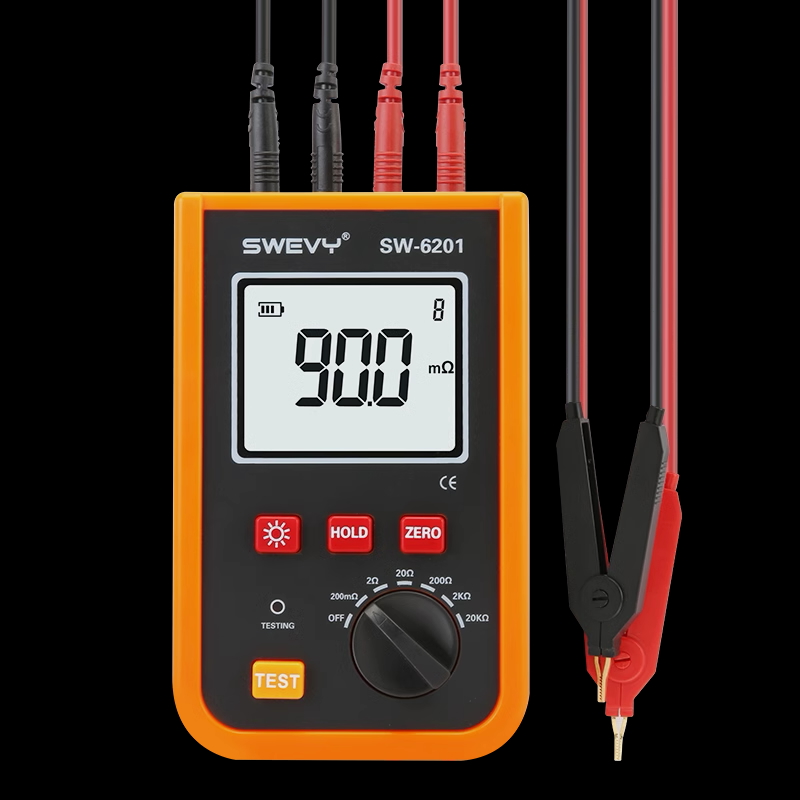 SWEVY® SW-6201
8
90.0 mΩ
CE
HOLD ZERO
20Ω
2Ω 200Ω
200mΩ 2KΩ
OFF 20KΩ
TESTING
TEST